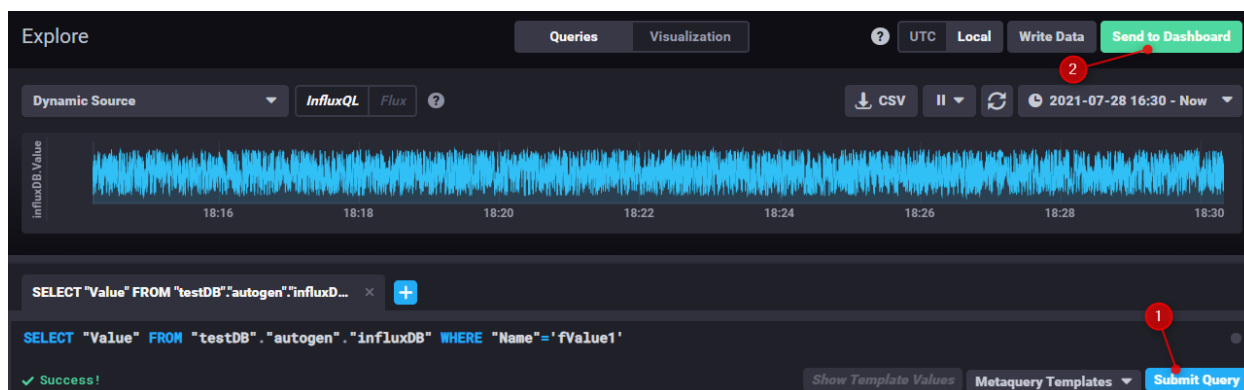 Explore
Queries
Visualization
?
UTC
Local
Write Data
Send to Dashboard
2
Dynamic Source
InfluxQL
Flux
?
CSV
2021-07-28 16:30 - Now
influxDB.Value
18:16
18:18
18:20
18:22
18:24
18:26
18:28
18:30
SELECT "Value" FROM "testDB"."autogen"."influxD...
×
+
1
SELECT "Value" FROM "testDB"."autogen"."influxDB" WHERE "Name"='fValue1'
✓ Success!
Show Template Values
Metaquery Templates
Submit Query